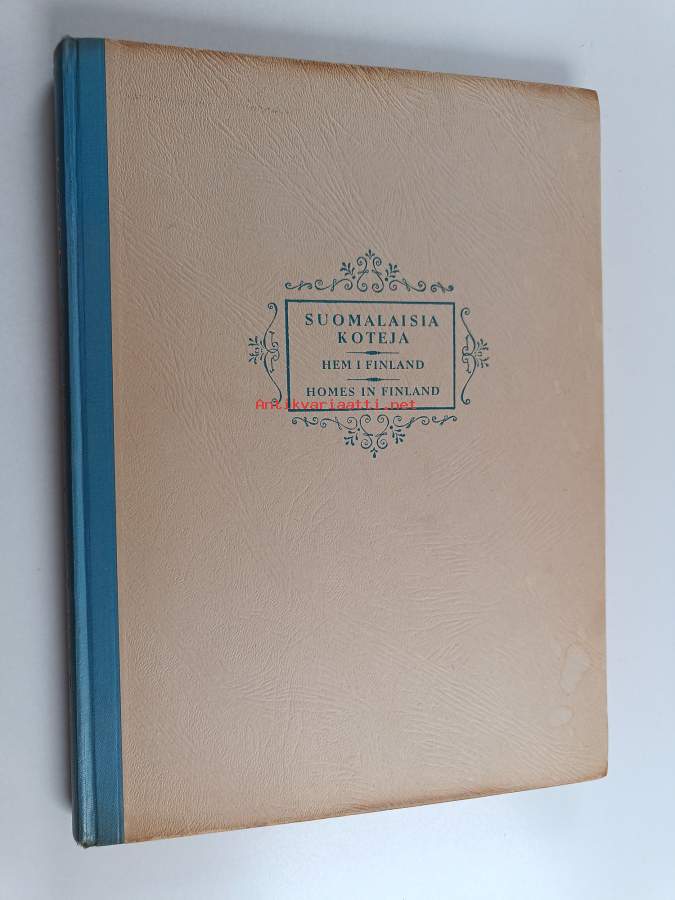 SUOMALAISIA
KOTEJA
HEM I FINLAND
HOMES IN FINLAND
Antikvariaatti.net